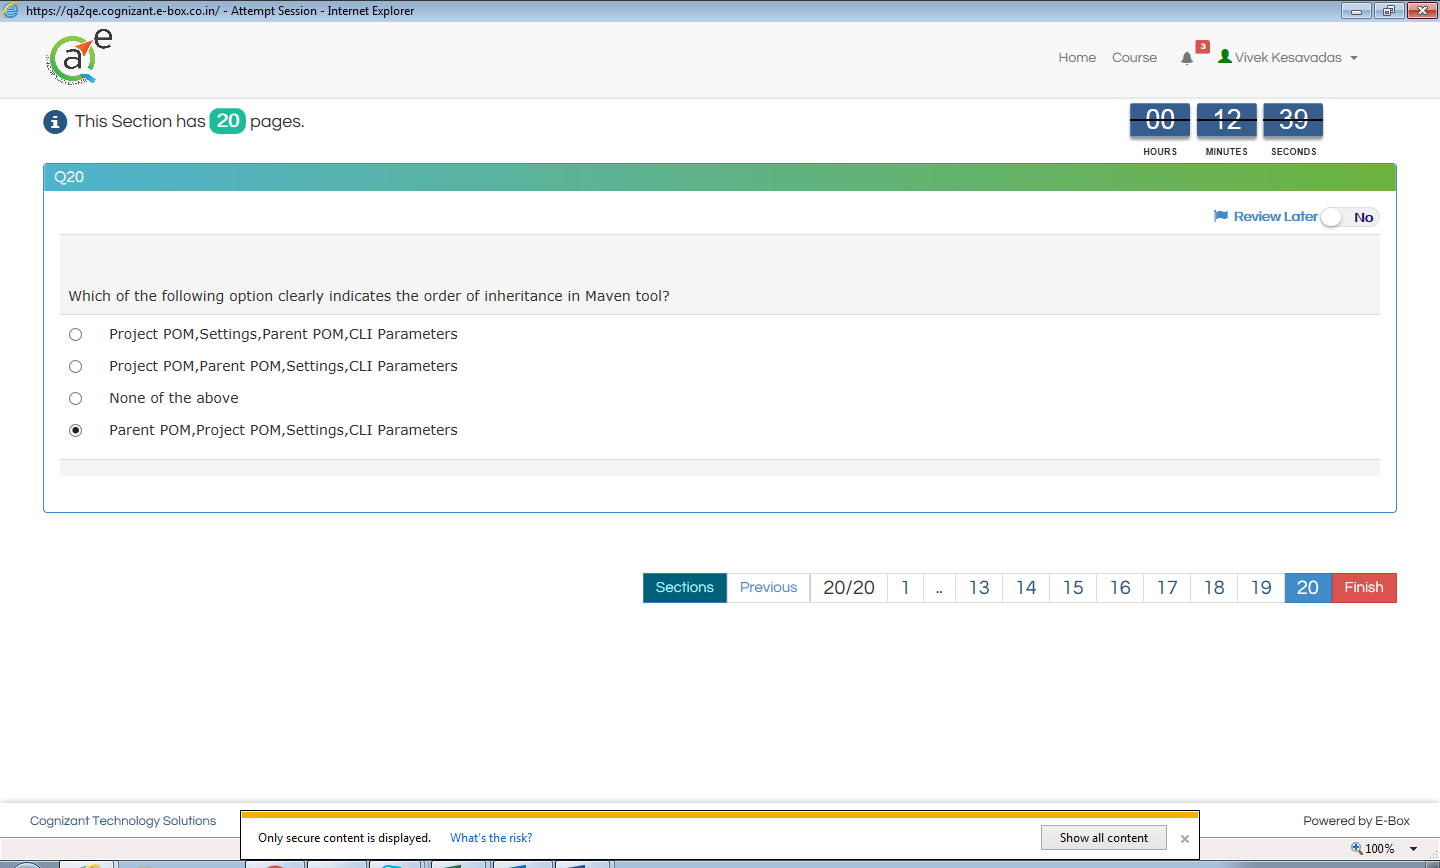 https://qa2qe.cognizant.e-box.co.in/ - Attempt Session - Internet Explorer
a e
Home Course 3 Vivek Kesavadas
i This Section has 20 pages.
00 12 39
HOURS MINUTES SECONDS
Q20
Review Later No
Which of the following option clearly indicates the order of inheritance in Maven tool?
Project POM,Settings,Parent POM,CLI Parameters
Project POM,Parent POM,Settings,CLI Parameters
None of the above
Parent POM,Project POM,Settings,CLI Parameters
Sections Previous 20/20 1 .. 13 14 15 16 17 18 19 20 Finish
Cognizant Technology Solutions
Powered by E-Box
Only secure content is displayed. What's the risk? Show all content ×
100%